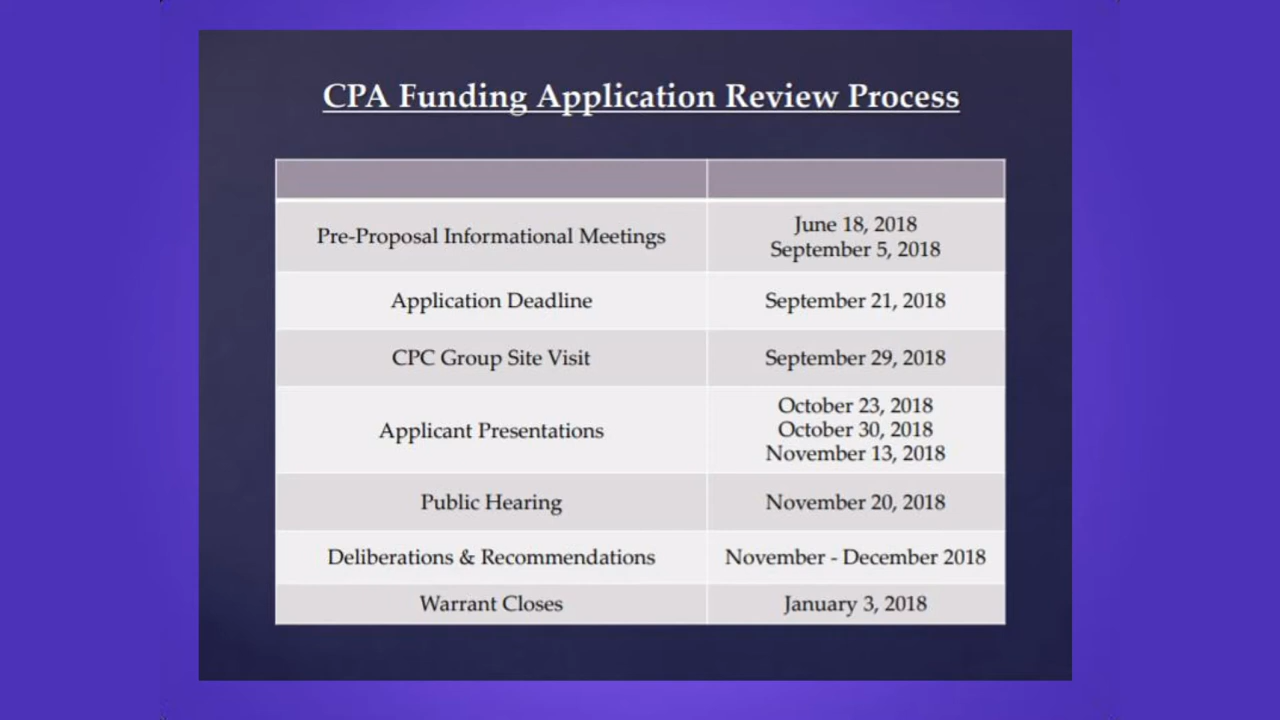 CPA Funding Application Review Process
Pre-Proposal Informational Meetings
June 18, 2018
September 5, 2018
Application Deadline
September 21, 2018
CPC Group Site Visit
September 29, 2018
Applicant Presentations
October 23, 2018
October 30, 2018
November 13, 2018
Public Hearing
November 20, 2018
Deliberations & Recommendations
November - December 2018
Warrant Closes
January 3, 2018